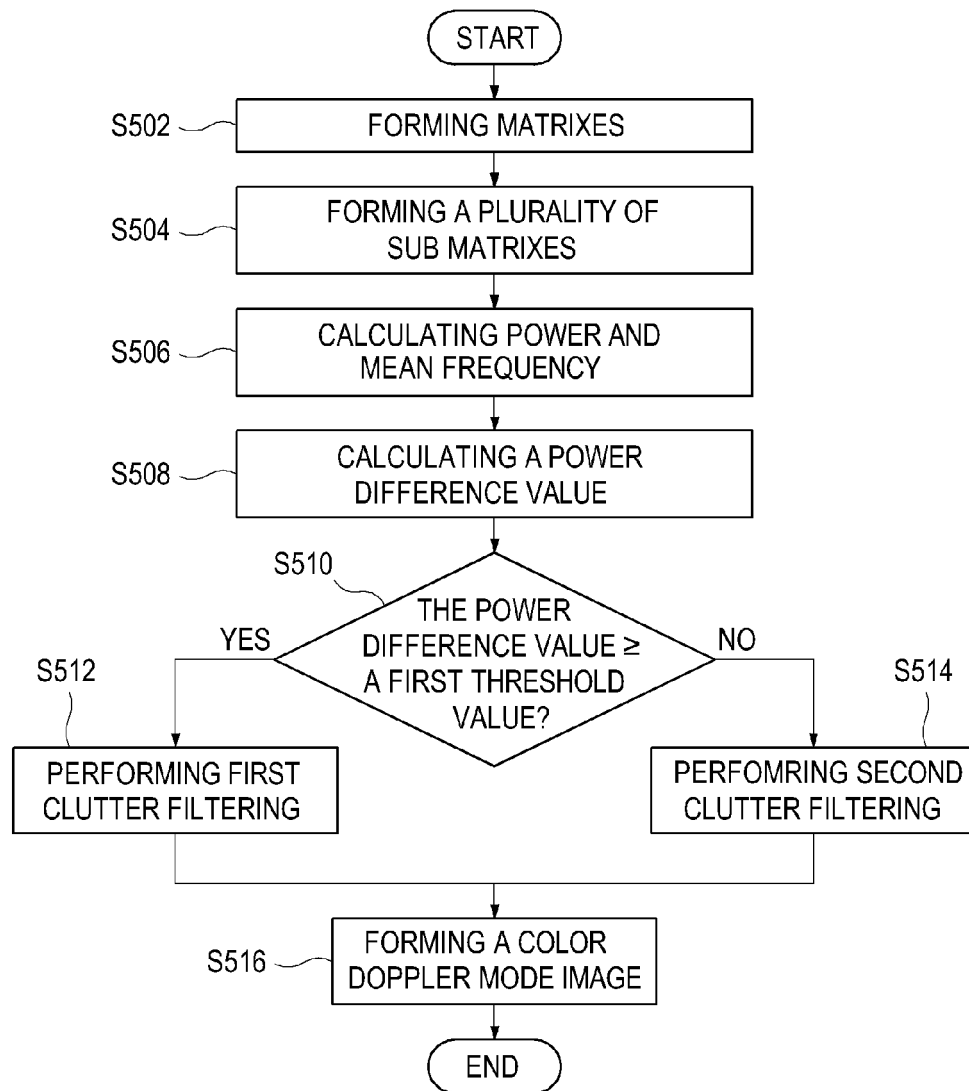 START
S502
FORMING MATRIXES
S504
FORMING A PLURALITY OF
SUB MATRIXES
S506
CALCULATING POWER AND
MEAN FREQUENCY
S508
CALCULATING A POWER
DIFFERENCE VALUE
S510
THE POWER
DIFFERENCE VALUE ≥
A FIRST THRESHOLD
VALUE?
YES
NO
S512
PERFORMING FIRST
CLUTTER FILTERING
S514
PERFOMRING SECOND
CLUTTER FILTERING
S516
FORMING A COLOR
DOPPLER MODE IMAGE
END